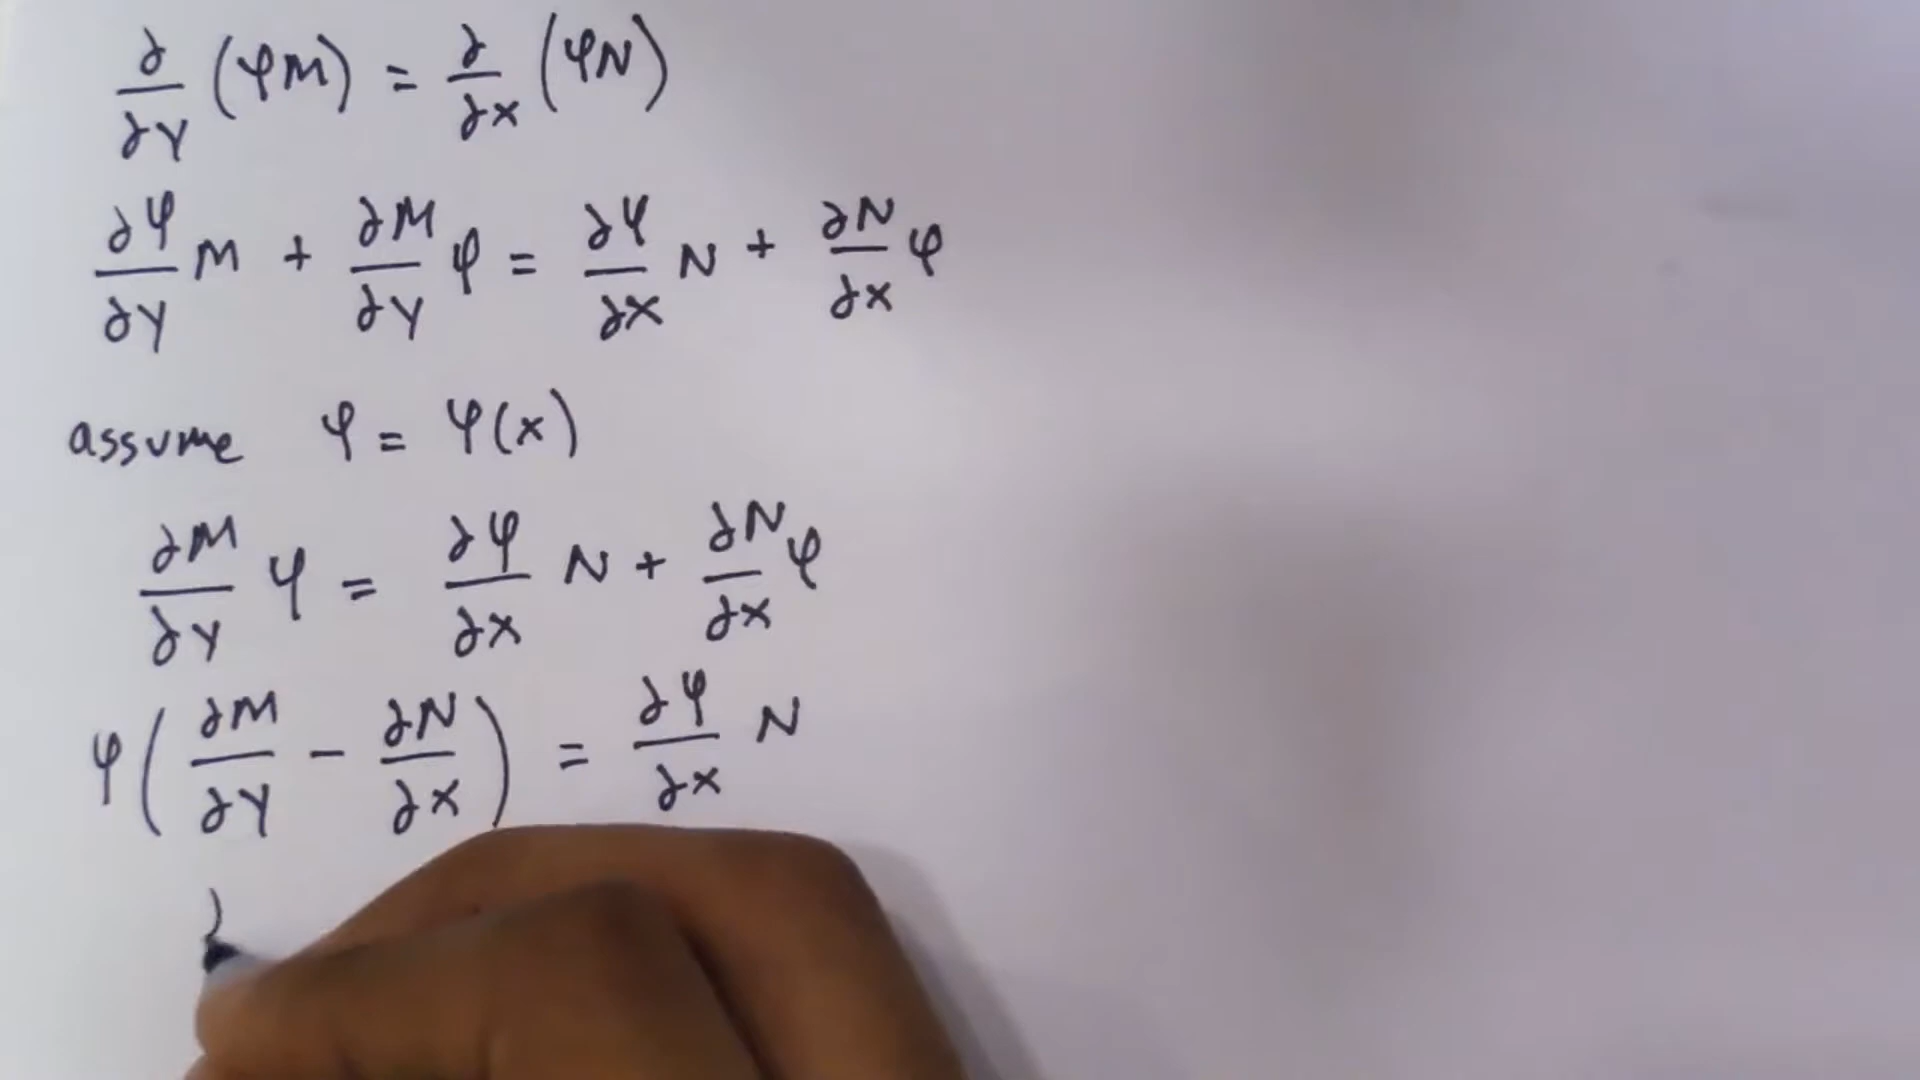 ∂/∂y (φM) = ∂/∂x (φN)
∂φ/∂y M + ∂M/∂y φ = ∂φ/∂x N + ∂N/∂x φ
assume φ = φ(x)
∂M/∂y φ = ∂φ/∂x N + ∂N/∂x φ
φ(∂M/∂y - ∂N/∂x) = ∂φ/∂x N